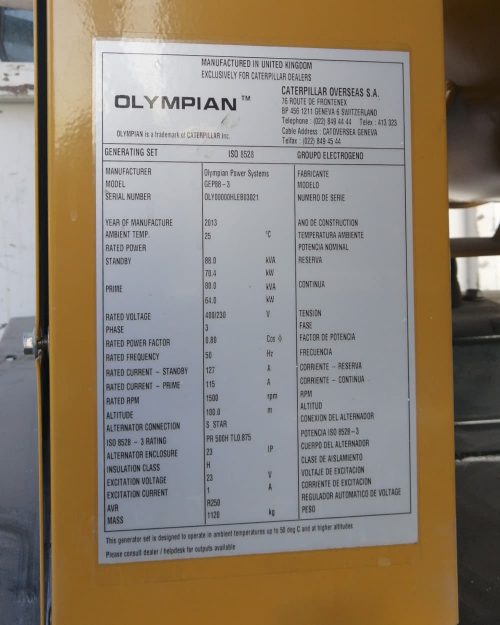 MANUFACTURED IN UNITED KINGDOM
EXCLUSIVELY FOR CATERPILLAR DEALERS
OLYMPIAN™
OLYMPIAN is a trademark of CATERPILLAR Inc.
CATERPILLAR OVERSEAS S.A.
76 ROUTE DE FRONTENEX
BP 456 1211 GENEVA 6 SWITZERLAND
Telephone : (022) 849 44 44 Telex : 413 323
Cable Address : CATOVERSEA GENEVA
Telfax : (022) 849 45 44
GENERATING SET ISO 8528 GRUPO ELECTROGENO
MANUFACTURER Olympian Power Systems FABRICANTE
MODEL GEP88-3 MODELO
SERIAL NUMBER OLY00000HLEB03021 NUMERO DE SERIE
YEAR OF MANUFACTURE 2013 ANO DE CONSTRUCTION
AMBIENT TEMP. 25 °C TEMPERATURA AMBIENTE
RATED POWER POTENCIA NOMINAL
STANDBY 88.0 kVA RESERVA
70.4 kW
PRIME 80.0 kVA CONTINUA
64.0 kW
RATED VOLTAGE 400/230 V TENSION
PHASE 3 FASE
RATED POWER FACTOR 0.80 Cos ϕ FACTOR DE POTENCIA
RATED FREQUENCY 50 Hz FRECUENCIA
RATED CURRENT - STANDBY 127 A CORRIENTE - RESERVA
RATED CURRENT - PRIME 115 A CORRIENTE - CONTINUA
RATED RPM 1500 rpm RPM
ALTITUDE 100.0 m ALTITUD
ALTERNATOR CONNECTION S STAR CONEXION DEL ALTERNADOR
ISO 8528 - 3 RATING PR 500H TL0.875 POTENCIA ISO 8528-3
ALTERNATOR ENCLOSURE 23 IP CUERPO DEL ALTERNADOR
INSULATION CLASS H CLASE DE AISLAMIENTO
EXCITATION VOLTAGE 23 V VOLTAJE DE EXCITACION
EXCITATION CURRENT 1 A CORRIENTE DE EXCITACION
AVR R250 REGULADOR AUTOMATICO DE VOLTAGE
MASS 1120 kg PESO
This generator set is designed to operate in ambient temperatures up to 50 deg C and at higher altitudes
Please consult dealer / helpdesk for outputs available